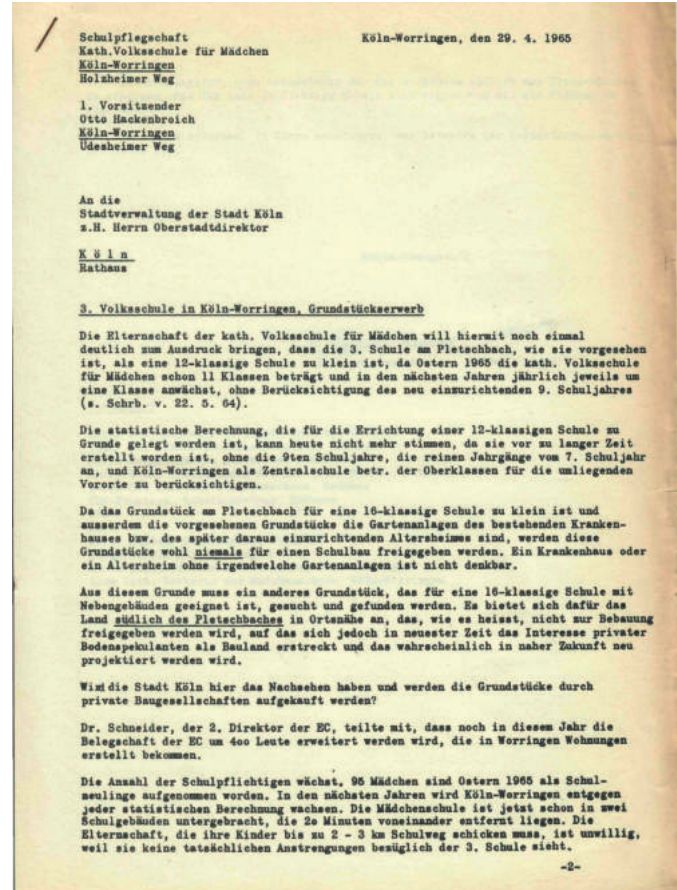 Schulpflegschaft Köln-Worringen, den 29. 4. 1965
Kath.Volksschule für Mädchen
Köln-Worringen
Holzheimer Weg
1. Vorsitzender
Otto Hackenbroich
Köln-Worringen
Üdesheimer Weg
An die
Stadtverwaltung der Stadt Köln
z.H. Herrn Oberstadtdirektor
K ö l n
Rathaus
3. Volksschule in Köln-Worringen, Grundstückserwerb
Die Elternschaft der kath. Volksschule für Mädchen will hiermit noch einmal
deutlich zum Ausdruck bringen, dass die 3. Schule am Pletschbach, wie sie vorgesehen
ist, als eine 12-klassige Schule zu klein ist, da Ostern 1965 die kath. Volksschule
für Mädchen schon 11 Klassen beträgt und in den nächsten Jahren jährlich jeweils um
eine Klasse anwächst, ohne Berücksichtigung des neu einzurichtenden 9. Schuljahres
(s. Schrb. v. 22. 5. 64).
Die statistische Berechnung, die für die Errichtung einer 12-klassigen Schule zu
Grunde gelegt worden ist, kann heute nicht mehr stimmen, da sie vor zu langer Zeit
erstellt worden ist, ohne die 9ten Schuljahre, die reinen Jahrgänge vom 7. Schuljahr
an, und Köln-Worringen als Zentralschule betr. der Oberklassen für die umliegenden
Vororte zu berücksichtigen.
Da das Grundstück am Pletschbach für eine 16-klassige Schule zu klein ist und
ausserdem die vorgesehenen Grundstücke die Gartenanlagen des bestehenden Kranken-
hauses bzw. des später daraus einzurichtenden Altersheimes sind, werden diese
Grundstücke wohl niemals für einen Schulbau freigegeben werden. Ein Krankenhaus oder
ein Altersheim ohne irgendwelche Gartenanlagen ist nicht denkbar.
Aus diesem Grunde muss ein anderes Grundstück, das für eine 16-klassige Schule mit
Nebengebäuden geeignet ist, gesucht und gefunden werden. Es bietet sich dafür das
Land südlich des Pletschbaches in Ortsnähe an, das, wie es heisst, nicht zur Bebauung
freigegeben werden wird, auf das sich jedoch in neuester Zeit das Interesse privater
Bodenspekulanten als Bauland erstreckt und das wahrscheinlich in naher Zukunft neu
projektiert werden wird.
Wird die Stadt Köln hier das Nachsehen haben und werden die Grundstücke durch
private Baugesellschaften aufgekauft werden?
Dr. Schneider, der 2. Direktor der EC, teilte mit, dass noch in diesem Jahr die
Belegschaft der EC um 4oo Leute erweitert werden wird, die in Worringen Wohnungen
erstellt bekommen.
Die Anzahl der Schulpflichtigen wächst. 95 Mädchen sind Ostern 1965 als Schul-
neulinge aufgenommen worden. In den nächsten Jahren wird Köln-Worringen entgegen
jeder statistischen Berechnung wachsen. Die Mädchenschule ist jetzt schon in zwei
Schulgebäuden untergebracht, die 2o Minuten voneinander entfernt liegen. Die
Elternschaft, die ihre Kinder bis zu 2 - 3 km Schulweg schicken muss, ist unwillig,
weil sie keine tatsächlichen Anstrengungen bezüglich der 3. Schule sieht.
-2-